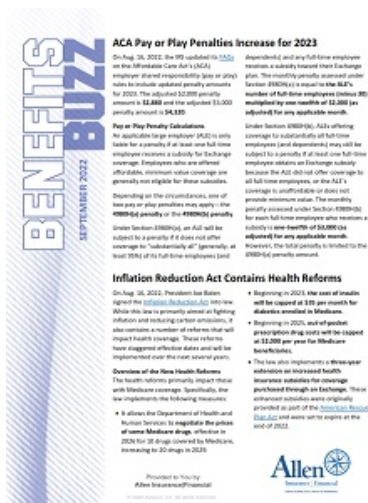 BENEFITS BUZZ
SEPTEMBER 2022
ACA Pay or Play Penalties Increase for 2023
On Aug. 16, 2022, the IRS updated its FAQs
on the Affordable Care Act's (ACA)
employer shared responsibility (pay or play)
rules to include updated penalty amounts
for 2023. The adjusted $2,000 penalty
amount is $2,880 and the adjusted $3,000
penalty amount is $4,320.
Pay or Play Penalty Calculations
An applicable large employer (ALE) is only
liable for a penalty if at least one full-time
employee receives a subsidy for Exchange
coverage. Employees who are offered
affordable, minimum value coverage are
generally not eligible for these subsidies.
Depending on the circumstances, one of
two pay or play penalties may apply – the
4980H(a) penalty or the 4980H(b) penalty.
Under Section 4980H(a), an ALE will be
subject to a penalty if it does not offer
coverage to "substantially all" (generally, at
least 95%) of its full-time employees (and
dependents) and any full-time employee
receives a subsidy toward their Exchange
plan. The monthly penalty assessed under
Section 4980H(a) is equal to the ALE's
number of full-time employees (minus 30)
multiplied by one-twelfth of $2,000 (as
adjusted) for any applicable month.
Under Section 4980H(b), ALEs offering
coverage to substantially all full-time
employees (and dependents) may still be
subject to a penalty if at least one full-time
employee obtains an Exchange subsidy
because the ALE did not offer coverage to
all full-time employees, or the ALE's
coverage is unaffordable or does not
provide minimum value. The monthly
penalty assessed under Section 4980H(b)
for each full-time employee who receives a
subsidy is one-twelfth of $3,000 (as
adjusted) for any applicable month.
However, the total penalty is limited to the
4980H(a) penalty amount.
Inflation Reduction Act Contains Health Reforms
On Aug. 16, 2022, President Joe Biden
signed the Inflation Reduction Act into law.
While this law is primarily aimed at fighting
inflation and reducing carbon emissions, it
also contains a number of reforms that will
impact health coverage. These reforms
have staggered effective dates and will be
implemented over the next several years.
Overview of the New Health Reforms
The health reforms primarily impact those
with Medicare coverage. Specifically, the
law implements the following measures:
• It allows the Department of Health and
Human Services to negotiate the prices
of some Medicare drugs, effective in
2026 for 10 drugs covered by Medicare,
increasing to 20 drugs in 2029.
• Beginning in 2023, the cost of insulin
will be capped at $35 per month for
diabetics enrolled in Medicare.
• Beginning in 2025, out-of-pocket
prescription drug costs will be capped
at $2,000 per year for Medicare
beneficiaries.
• The law also implements a three-year
extension on increased health
insurance subsidies for coverage
purchased through an Exchange. These
enhanced subsidies were originally
provided as part of the American Rescue
Plan Act and were set to expire at the
end of 2022.
Provided to You by:
Allen Insurance|Financial
Allen
Insurance | Financial